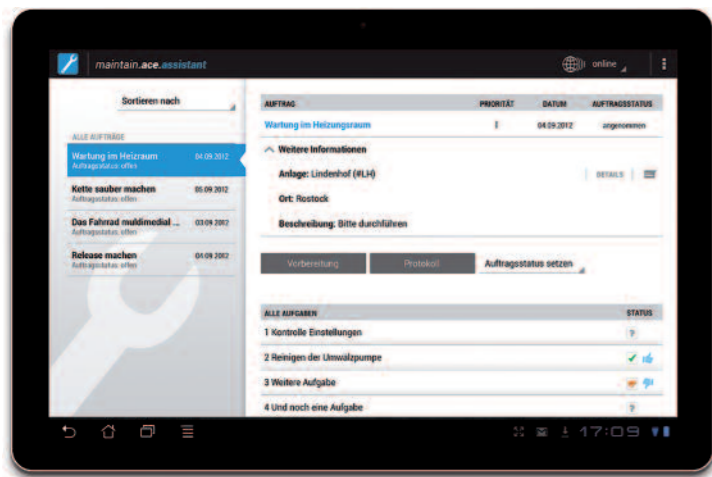 maintain.ace.assistant
online
Sortieren nach
ALLE AUFTRÄGE
Wartung im Heizraum 04.09.2012
Auftragsstatus: offen
Kette sauber machen 05.09.2012
Auftragsstatus: offen
Das Fahrrad muldimedial ... 03.09.2012
Auftragsstatus: offen
Release machen 04.09.2012
Auftragsstatus: offen
AUFTRAG PRIORITÄT DATUM AUFTRAGSSTATUS
Wartung im Heizungsraum 04.09.2012 angenommen
Weitere Informationen
Anlage: Lindenhof (#LH) DETAILS
Ort: Rostock
Beschreibung: Bitte durchführen
Vorbereitung Protokoll Auftragsstatus setzen
ALLE AUFGABEN STATUS
1 Kontrolle Einstellungen ?
2 Reinigen der Umwälzpumpe
3 Weitere Aufgabe
4 Und noch eine Aufgabe ?
17:09